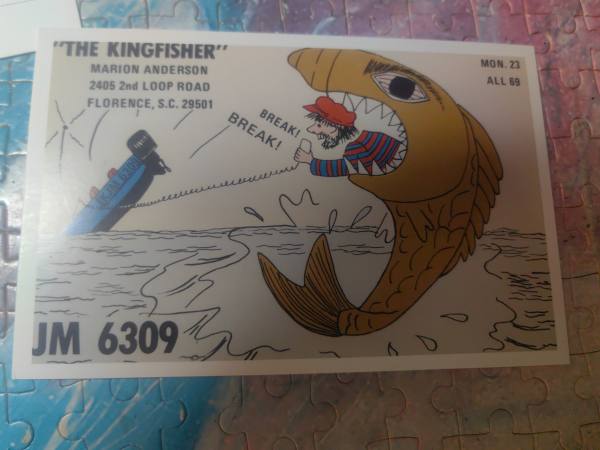 "THE KINGFISHER"
MARION ANDERSON
2405 2nd LOOP ROAD
FLORENCE, S.C. 29501
MON. 23
ALL 69
BREAK!
BREAK!
JM 6309